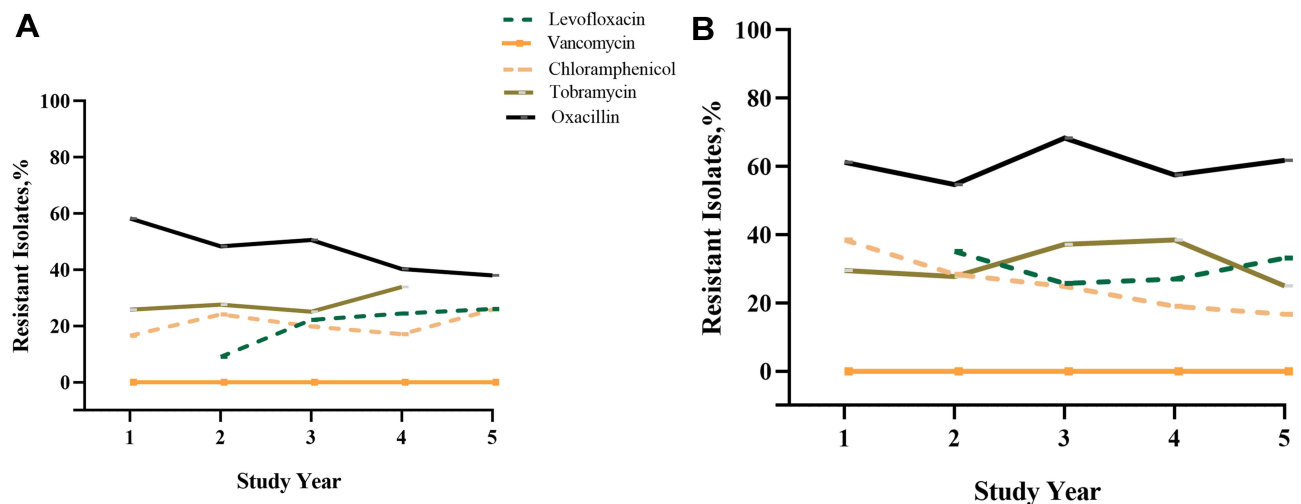 A
Levofloxacin
Vancomycin
Chloramphenicol
Tobramycin
Oxacillin
Resistant Isolates,%
100
80
60
40
20
0
1 2 3 4 5
Study Year
B
Resistant Isolates,%
100
80
60
40
20
0
1 2 3 4 5
Study Year